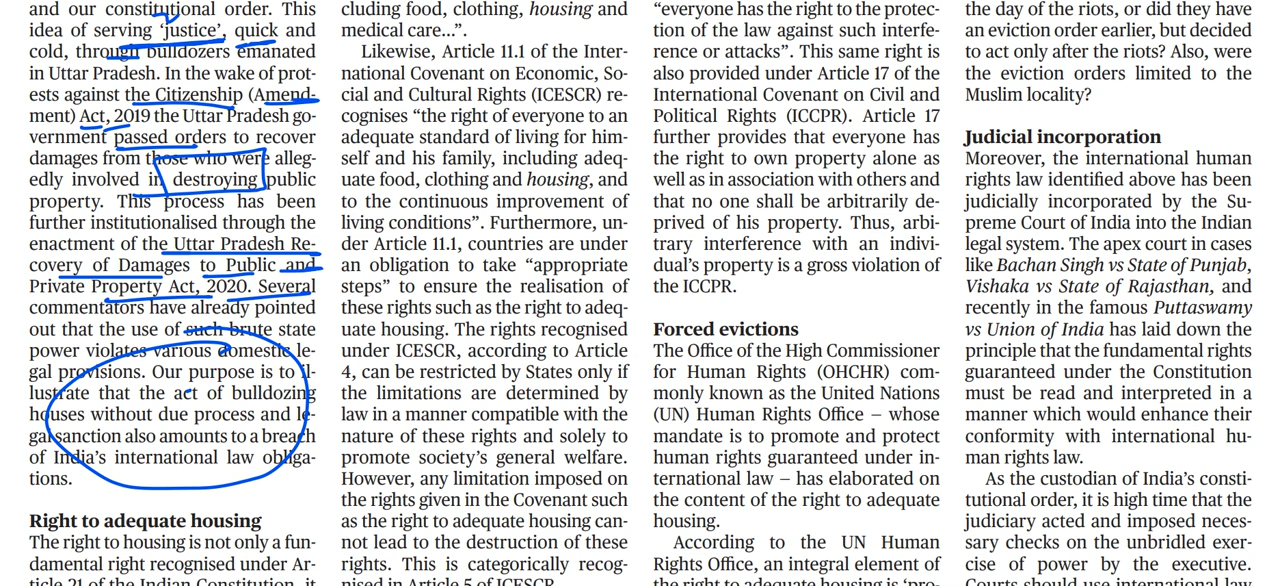 and our constitutional order. This
idea of serving ‘justice’, quick and
cold, through bulldozers emanated
in Uttar Pradesh. In the wake of prot-
ests against the Citizenship (Amend-
ment) Act, 2019 the Uttar Pradesh go-
vernment passed orders to recover
damages from those who were alleg-
edly involved in destroying public
property. This process has been
further institutionalised through the
enactment of the Uttar Pradesh Re-
covery of Damages to Public and
Private Property Act, 2020. Several
commentators have already pointed
out that the use of such brute state
power violates various domestic le-
gal provisions. Our purpose is to il-
lustrate that the act of bulldozing
houses without due process and le-
gal sanction also amounts to a breach
of India’s international law obliga-
tions.
Right to adequate housing
The right to housing is not only a fun-
damental right recognised under Ar-
ticle 21 of the Indian Constitution, it
cluding food, clothing, housing and
medical care...”.
Likewise, Article 11.1 of the Inter-
national Covenant on Economic, So-
cial and Cultural Rights (ICESCR) re-
cognises “the right of everyone to an
adequate standard of living for him-
self and his family, including adeq-
uate food, clothing and housing, and
to the continuous improvement of
living conditions”. Furthermore, un-
der Article 11.1, countries are under
an obligation to take “appropriate
steps” to ensure the realisation of
these rights such as the right to adeq-
uate housing. The rights recognised
under ICESCR, according to Article
4, can be restricted by States only if
the limitations are determined by
law in a manner compatible with the
nature of these rights and solely to
promote society’s general welfare.
However, any limitation imposed on
the rights given in the Covenant such
as the right to adequate housing can-
not lead to the destruction of these
rights. This is categorically recog-
nised in Article 5 of ICESCR.
“everyone has the right to the protec-
tion of the law against such interfe-
rence or attacks”. This same right is
also provided under Article 17 of the
International Covenant on Civil and
Political Rights (ICCPR). Article 17
further provides that everyone has
the right to own property alone as
well as in association with others and
that no one shall be arbitrarily de-
prived of his property. Thus, arbi-
trary interference with an indivi-
dual’s property is a gross violation of
the ICCPR.
Forced evictions
The Office of the High Commissioner
for Human Rights (OHCHR) com-
monly known as the United Nations
(UN) Human Rights Office – whose
mandate is to promote and protect
human rights guaranteed under in-
ternational law – has elaborated on
the content of the right to adequate
housing.
According to the UN Human
Rights Office, an integral element of
the right to adequate housing is ‘pro-
the day of the riots, or did they have
an eviction order earlier, but decided
to act only after the riots? Also, were
the eviction orders limited to the
Muslim locality?
Judicial incorporation
Moreover, the international human
rights law identified above has been
judicially incorporated by the Su-
preme Court of India into the Indian
legal system. The apex court in cases
like Bachan Singh vs State of Punjab,
Vishaka vs State of Rajasthan, and
recently in the famous Puttaswamy
vs Union of India has laid down the
principle that the fundamental rights
guaranteed under the Constitution
must be read and interpreted in a
manner which would enhance their
conformity with international hu-
man rights law.
As the custodian of India’s consti-
tutional order, it is high time that the
judiciary acted and imposed neces-
sary checks on the unbridled exer-
cise of power by the executive.
Courts should use international law